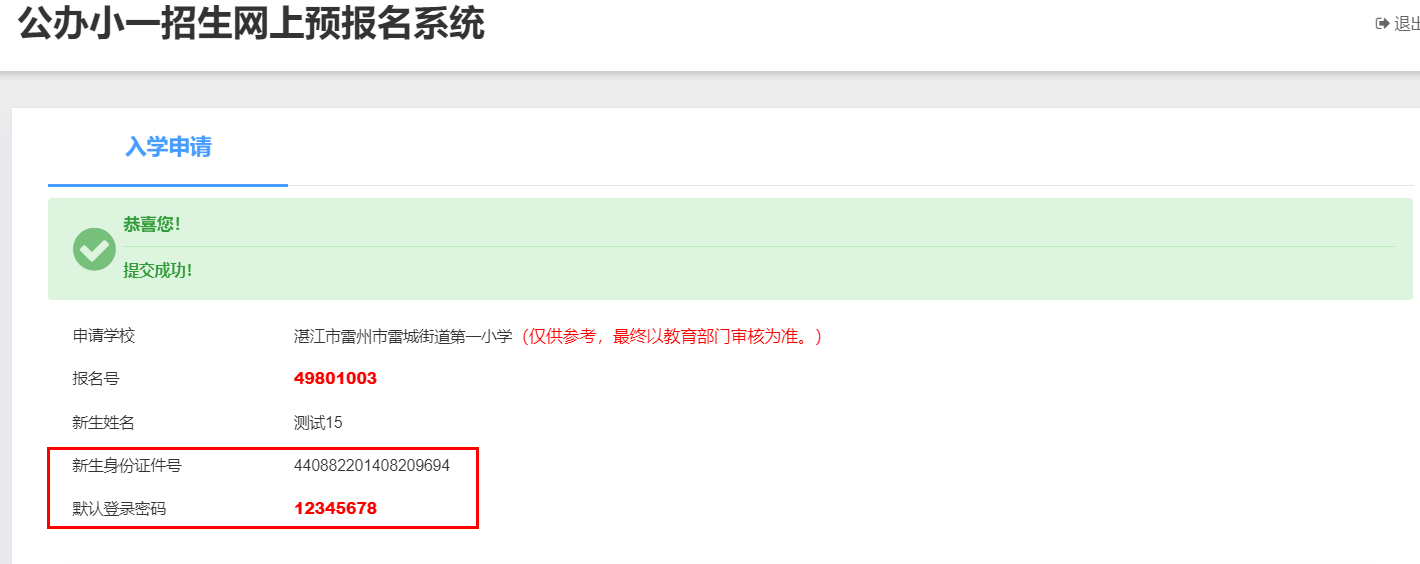 公办小一招生网上预报名系统
退出
入学申请
恭喜您！
提交成功！
申请学校 湛江市雷州市雷城街道第一小学（仅供参考，最终以教育部门审核为准。）
报名号 49801003
新生姓名 测试15
新生身份证件号 440882201408209694
默认登录密码 12345678